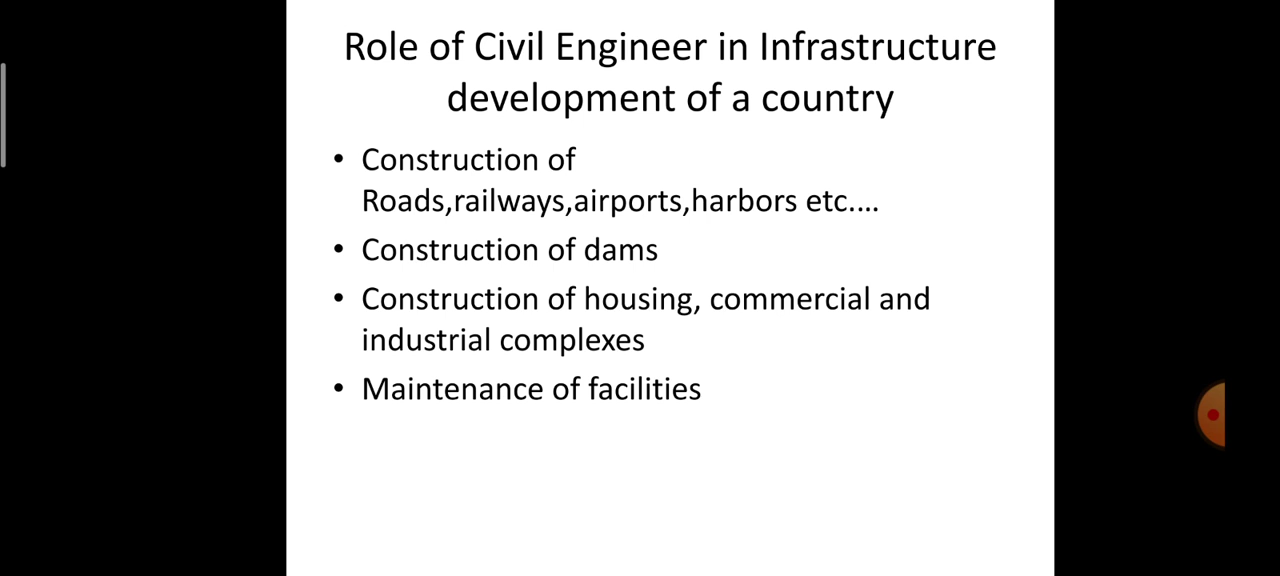 Role of Civil Engineer in Infrastructure
development of a country
• Construction of
Roads,railways,airports,harbors etc....
• Construction of dams
• Construction of housing, commercial and
industrial complexes
• Maintenance of facilities